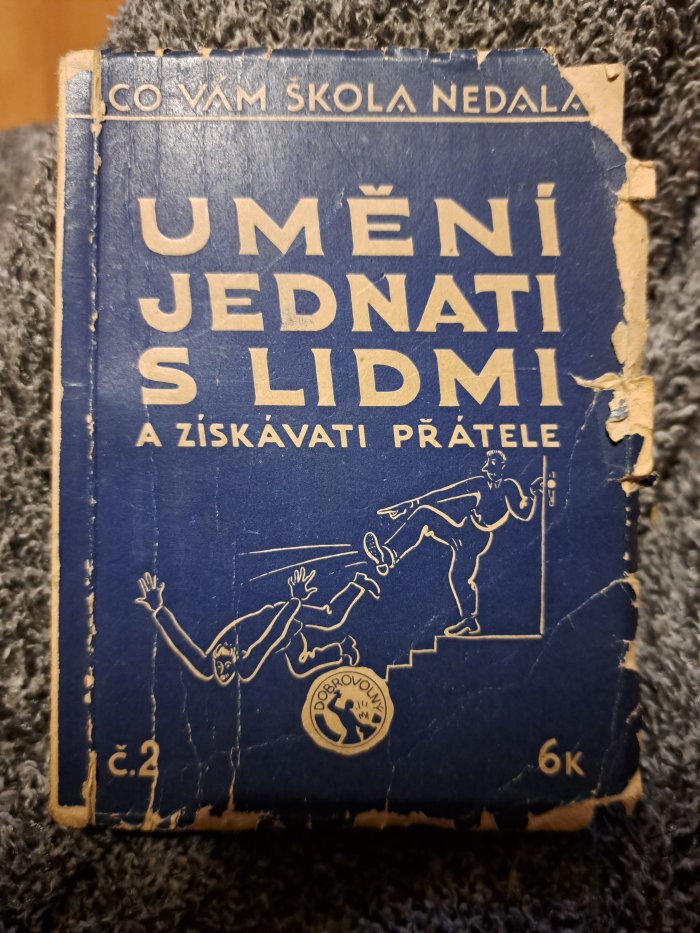 CO VÁM ŠKOLA NEDALA
UMĚNÍ
JEDNATI
S LIDMI
A ZÍSKÁVATI PŘÁTELE
DOBROVOLNÝ
č.2
6K